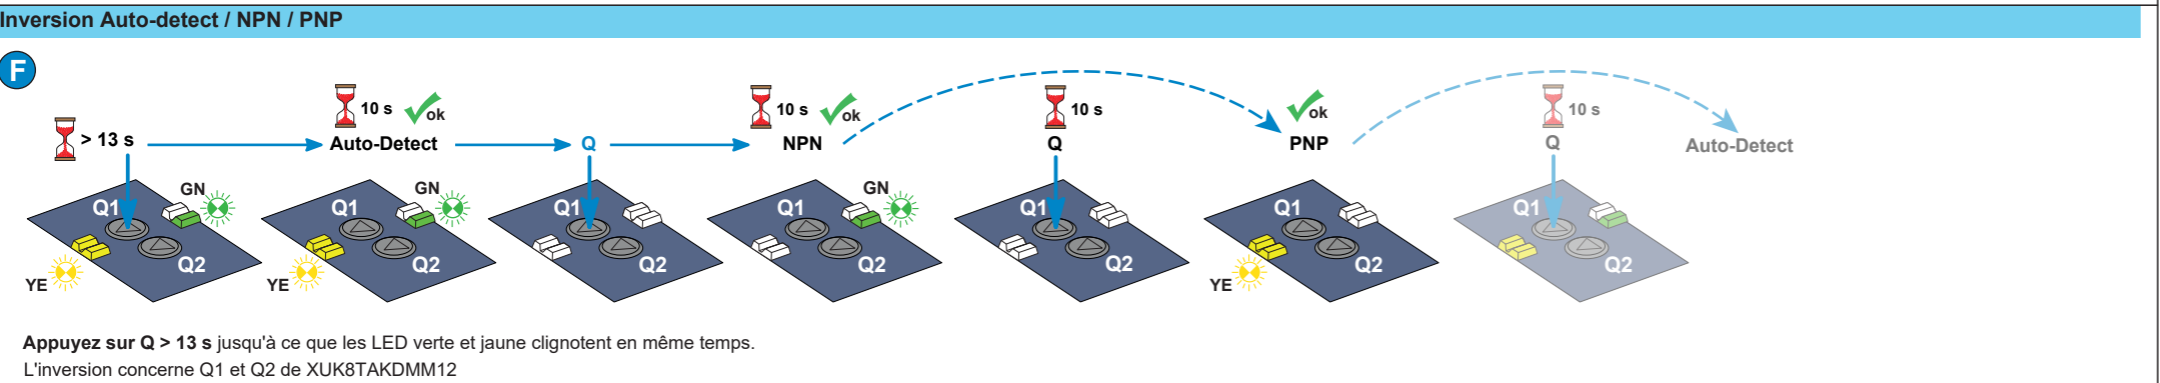 Inversion Auto-detect / NPN / PNP
F
> 13 s
10 s ok
Auto-Detect
Q
10 s ok
NPN
10 s
Q
ok
PNP
10 s
Q
Auto-Detect
Q1 GN
YE Q2
Q1 GN
YE Q2
Q1
Q2
Q1 GN
Q2
Q1
Q2
Q1
YE Q2
Q1
Q2
Appuyez sur Q > 13 s jusqu'à ce que les LED verte et jaune clignotent en même temps.
L'inversion concerne Q1 et Q2 de XUK8TAKDMM12